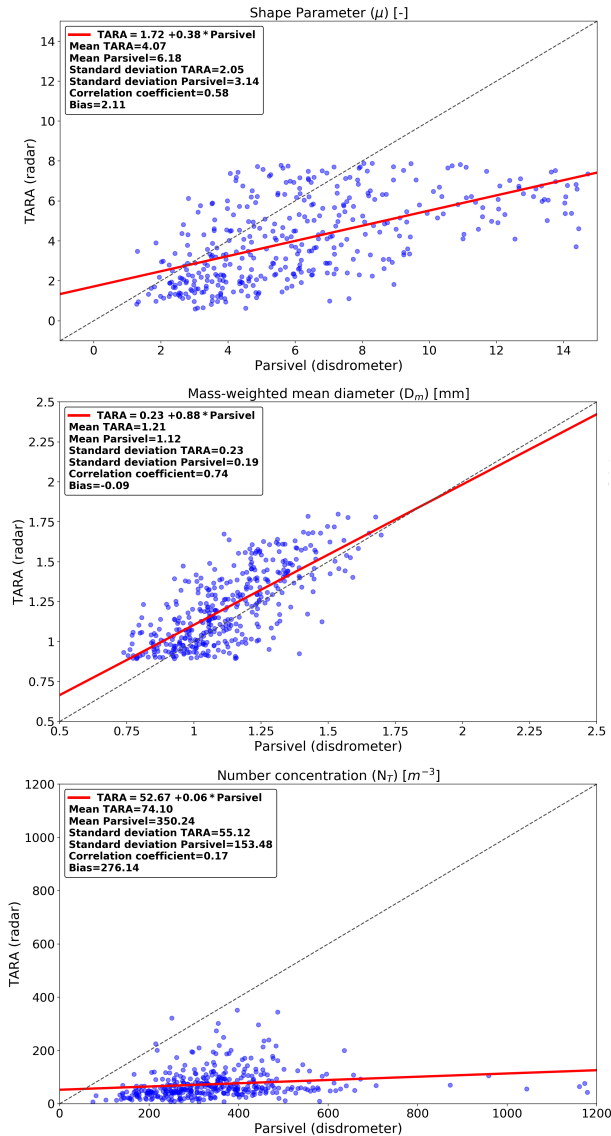 Shape Parameter (μ) [-]
TARA = 1.72 +0.38 * Parsivel
Mean TARA=4.07
Mean Parsivel=6.18
Standard deviation TARA=2.05
Standard deviation Parsivel=3.14
Correlation coefficient=0.58
Bias=2.11
14
12
10
8
6
4
2
0
TARA (radar)
0 2 4 6 8 10 12 14
Parsivel (disdrometer)
Mass-weighted mean diameter (Dₘ) [mm]
TARA = 0.23 +0.88 * Parsivel
Mean TARA=1.21
Mean Parsivel=1.12
Standard deviation TARA=0.23
Standard deviation Parsivel=0.19
Correlation coefficient=0.74
Bias=-0.09
2.5
2.25
2
1.75
1.5
1.25
1
0.75
0.5
TARA (radar)
0.5 0.75 1 1.25 1.5 1.75 2 2.25 2.5
Parsivel (disdrometer)
Number concentration (N_T) [m⁻³]
TARA = 52.67 +0.06 * Parsivel
Mean TARA=74.10
Mean Parsivel=350.24
Standard deviation TARA=55.12
Standard deviation Parsivel=153.48
Correlation coefficient=0.17
Bias=276.14
1200
1000
800
600
400
200
0
TARA (radar)
0 200 400 600 800 1000 1200
Parsivel (disdrometer)